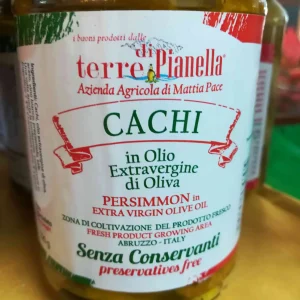 i buoni prodotti dalle
terre di Pianella
Azienda Agricola di Mattia Pace
CACHI
in Olio
Extravergine
di Oliva
PERSIMMON in
EXTRA VIRGIN OLIVE OIL
ZONA DI COLTIVAZIONE DEL PRODOTTO FRESCO
FRESH PRODUCT GROWING AREA
ABRUZZO - ITALY
Senza Conservanti
preservatives free